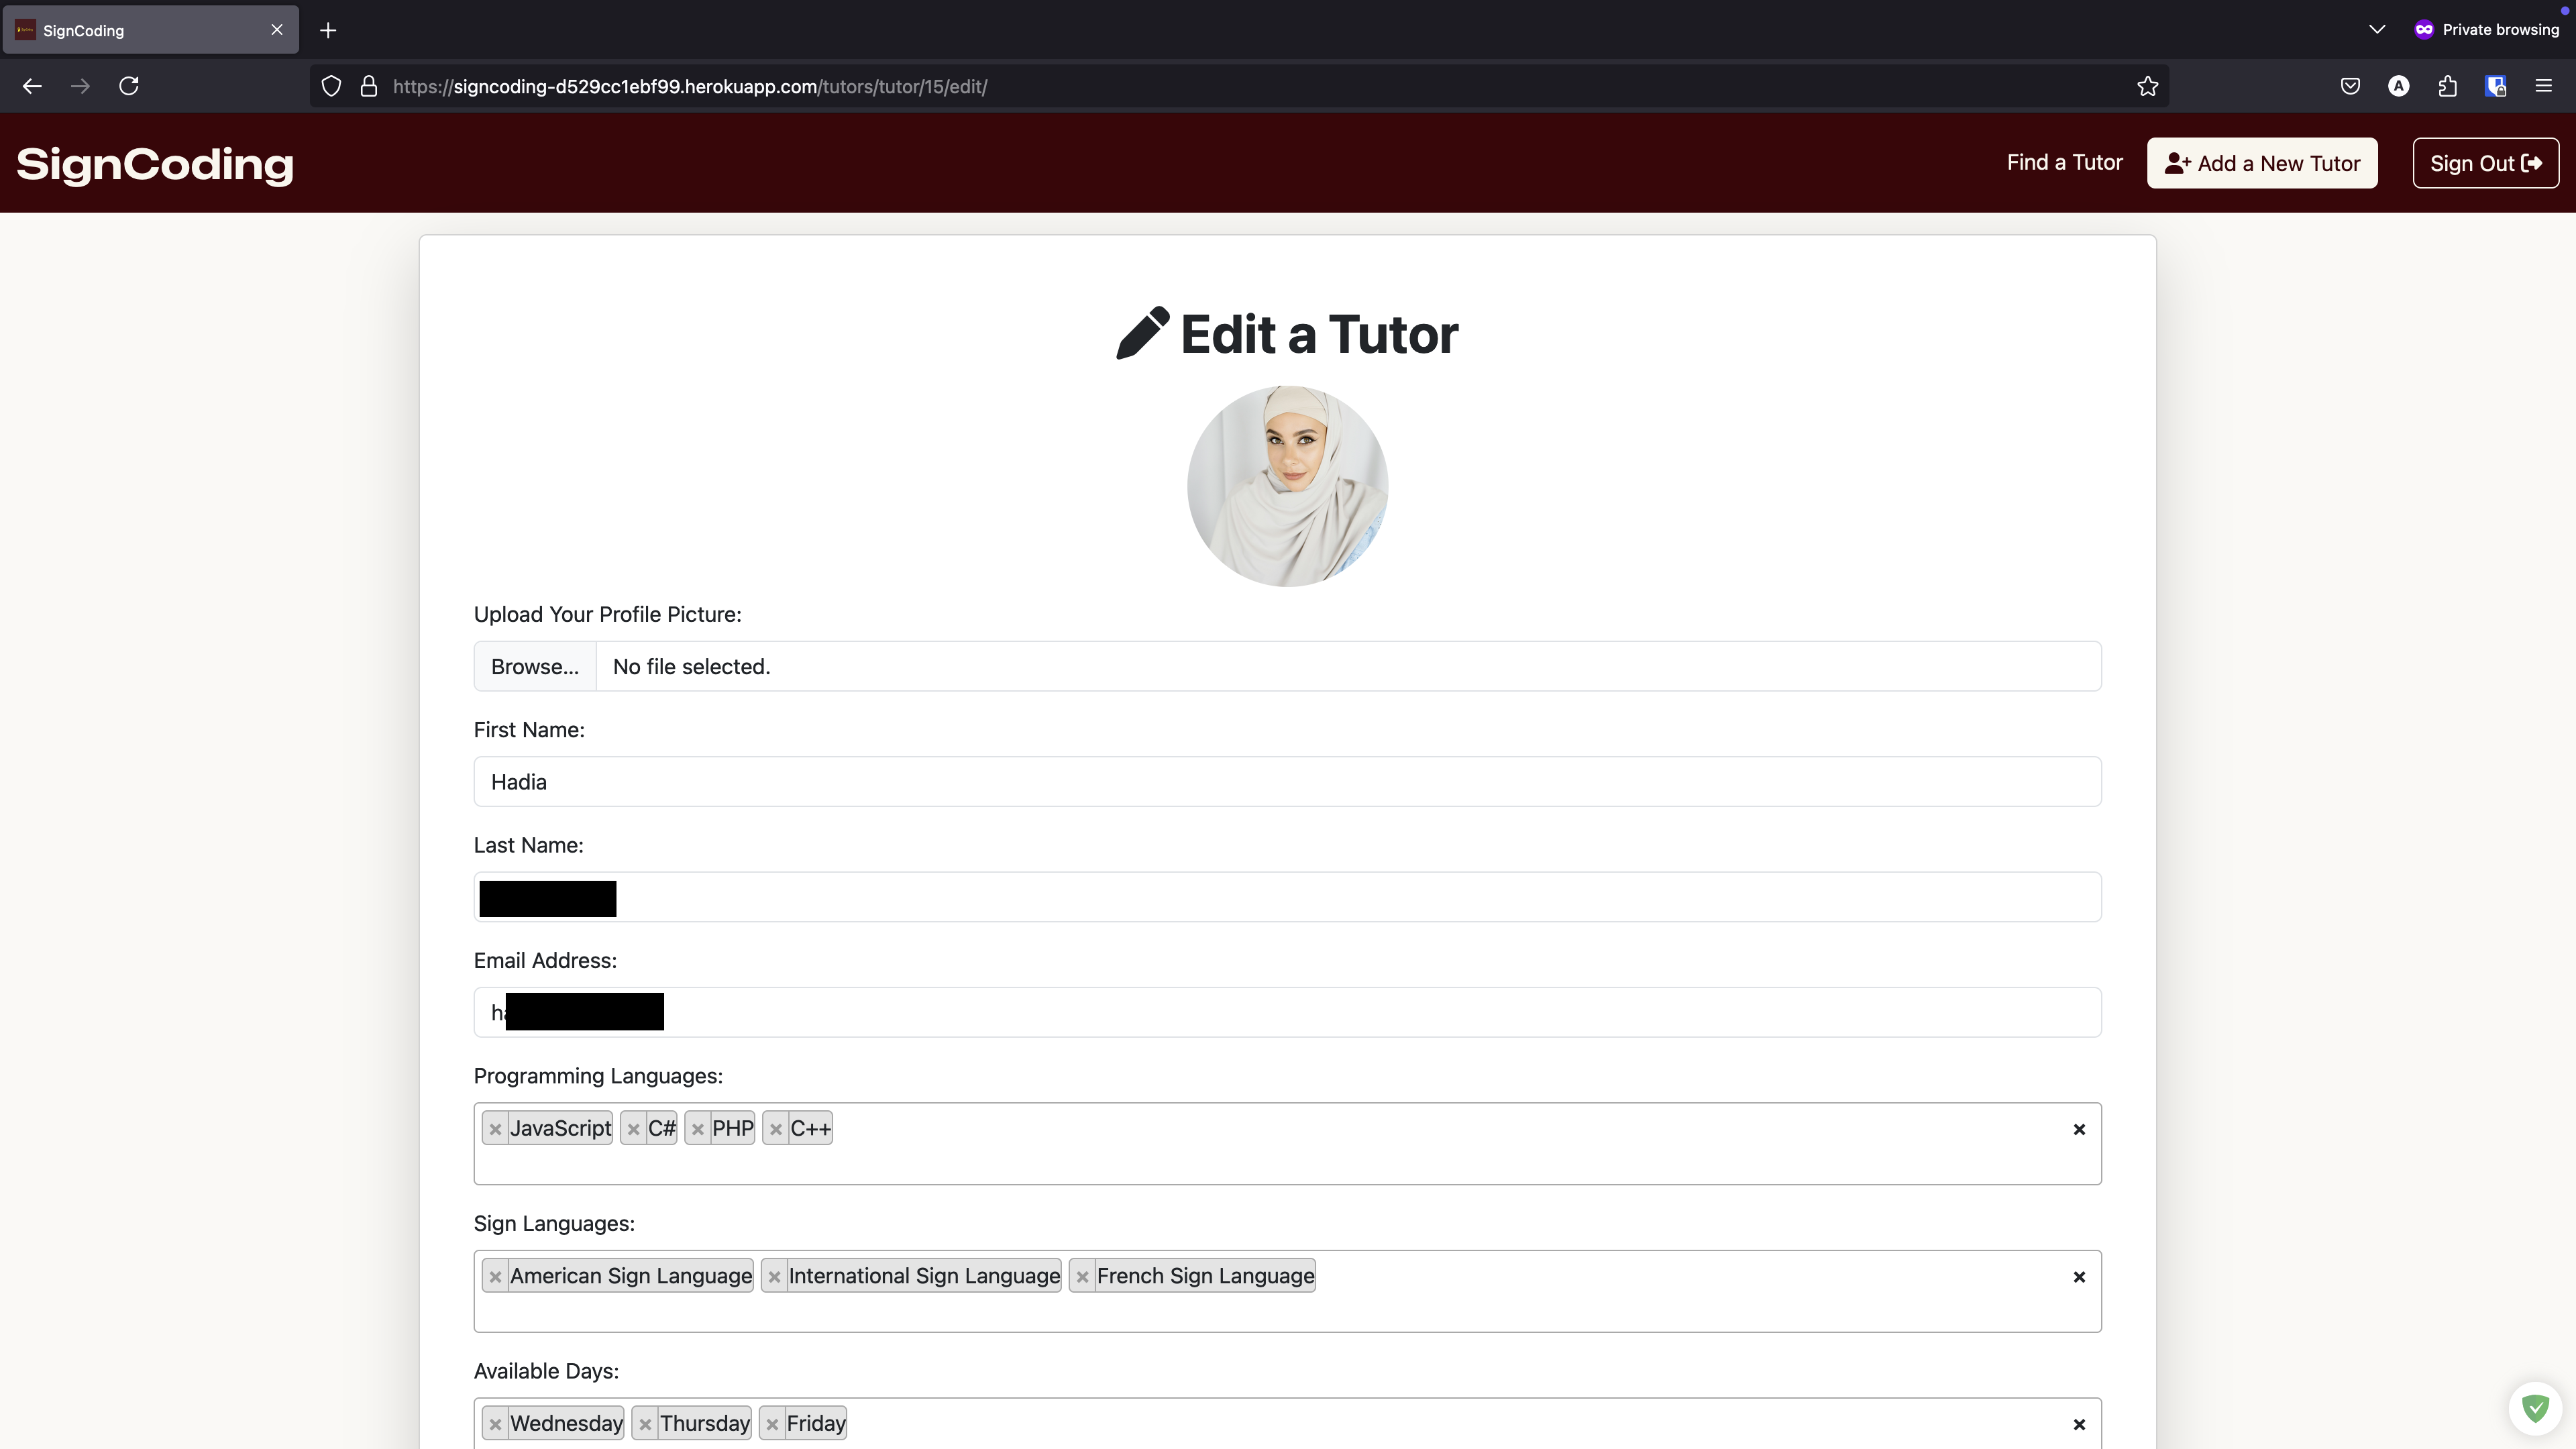 SignCoding
Private browsing
https://signcoding-d529cc1ebf99.herokuapp.com/tutors/tutor/15/edit/
SignCoding
Find a Tutor
Add a New Tutor
Sign Out
Edit a Tutor
Upload Your Profile Picture:
Browse... No file selected.
First Name:
Hadia
Last Name:
Email Address:
Programming Languages:
× JavaScript × C# × PHP × C++ ×
Sign Languages:
× American Sign Language × International Sign Language × French Sign Language ×
Available Days:
× Wednesday × Thursday × Friday ×